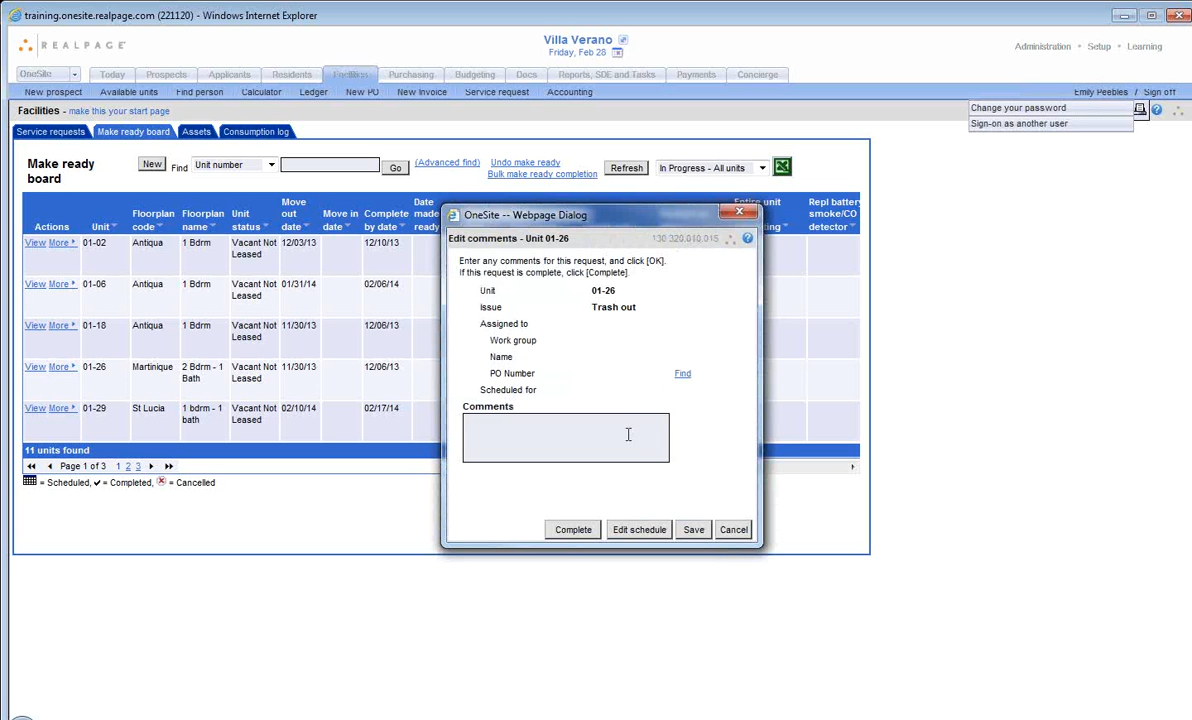 training.onesite.realpage.com (221120) - Windows Internet Explorer
REALPAGE
Villa Verano
Friday, Feb 28
Administration • Setup • Learning
OneSite Today Prospects Applicants Residents Facilities Purchasing Budgeting Docs Reports, SDE and Tasks Payments Concierge
New prospect Available units Find person Calculator Ledger New PO New Invoice Service request Accounting Emily Peebles / Sign off
Facilities - make this your start page
Change your password
Sign-on as another user
Service requests Make ready board Assets Consumption log
Make ready board
New Find Unit number Go (Advanced find) Undo make ready
Bulk make ready completion
Refresh In Progress - All units
Actions Unit Floorplan code Floorplan name Unit status Move out date Move in date Complete by date Date made ready
Repl battery smoke/CO detector
View More 01-02 Antiqua 1 Bdrm Vacant Not Leased 12/03/13 12/10/13
View More 01-06 Antiqua 1 Bdrm Vacant Not Leased 01/31/14 02/06/14
View More 01-18 Antiqua 1 Bdrm Vacant Not Leased 11/30/13 12/06/13
View More 01-26 Martinique 2 Bdrm - 1 Bath Vacant Not Leased 11/30/13 12/06/13
View More 01-29 St Lucia 1 bdrm - 1 bath Vacant Not Leased 02/10/14 02/17/14
11 units found
Page 1 of 3 1 2 3
= Scheduled, = Completed, = Cancelled
OneSite -- Webpage Dialog
Edit comments - Unit 01-26 130.320.010.015
Enter any comments for this request, and click [OK].
If this request is complete, click [Complete].
Unit 01-26
Issue Trash out
Assigned to
Work group
Name
PO Number Find
Scheduled for
Comments
Complete Edit schedule Save Cancel